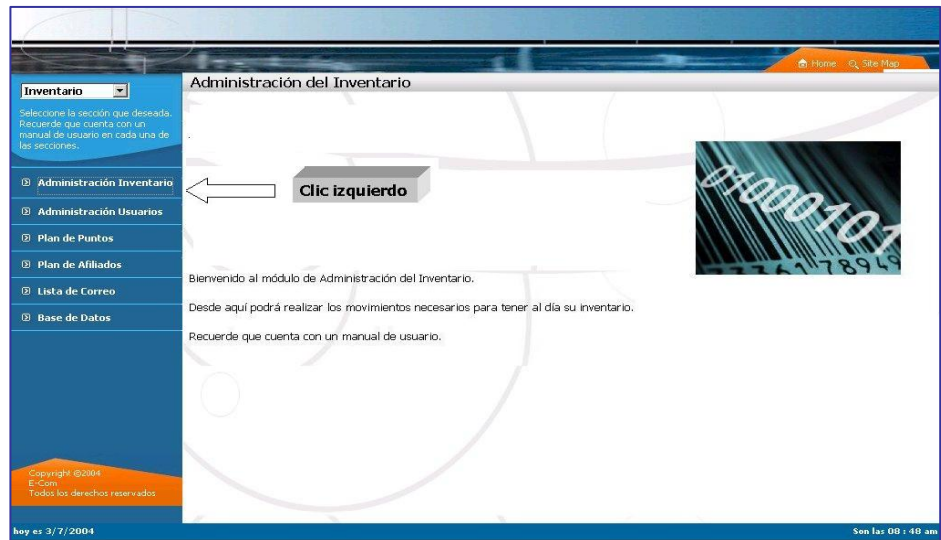 Home Site Map
Inventario
Administración del Inventario
Seleccione la sección que deseada.
Recuerde que cuenta con un
manual de usuario en cada una de
las secciones.
.
Administración Inventario
Clic izquierdo
Administración Usuarios
Plan de Puntos
Plan de Afiliados
Lista de Correo
Base de Datos
01000101
Bienvenido al módulo de Administración del Inventario.
Desde aquí podrá realizar los movimientos necesarios para tener al día su inventario.
Recuerde que cuenta con un manual de usuario.
Copyright ©2004
E-Com
Todos los derechos reservados
hoy es 3/7/2004 Son las 08 : 48 am